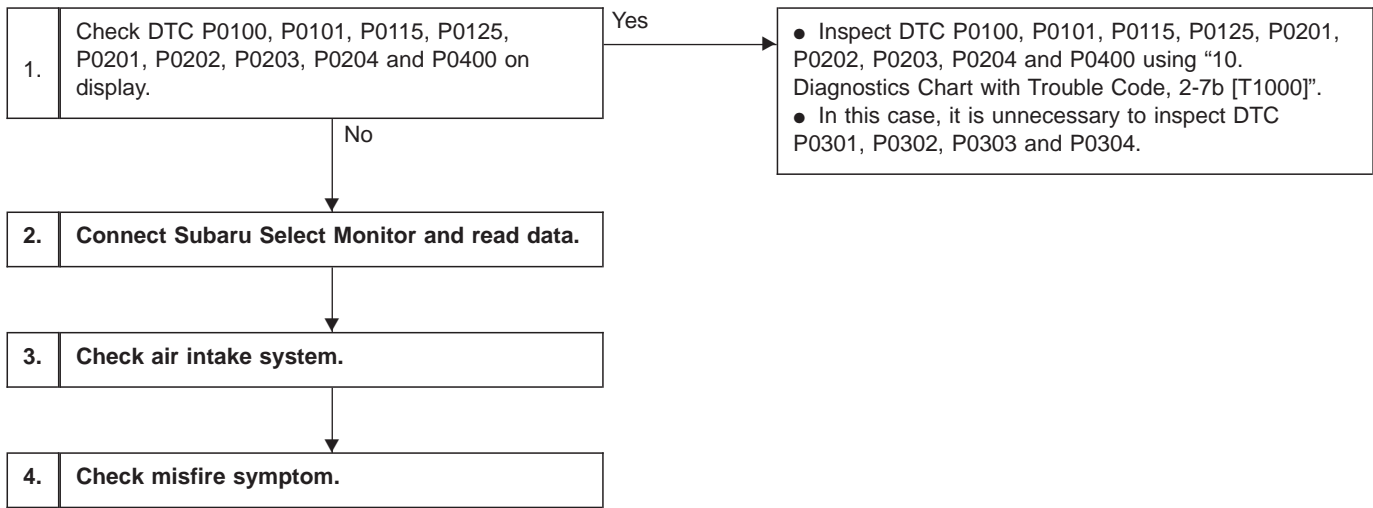 1.
Check DTC P0100, P0101, P0115, P0125,
P0201, P0202, P0203, P0204 and P0400 on
display.
Yes
● Inspect DTC P0100, P0101, P0115, P0125, P0201,
P0202, P0203, P0204 and P0400 using “10.
Diagnostics Chart with Trouble Code, 2-7b [T1000]”.
● In this case, it is unnecessary to inspect DTC
P0301, P0302, P0303 and P0304.
No
2. Connect Subaru Select Monitor and read data.
3. Check air intake system.
4. Check misfire symptom.